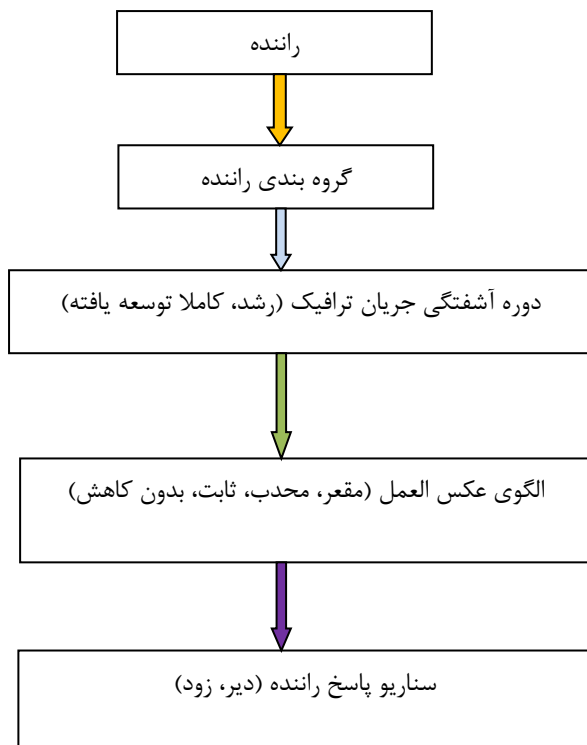 راننده
گروه بندی راننده
دوره آشفتگی جریان ترافیک (رشد، کاملا توسعه یافته)
الگوی عکس العمل (مقعر، محدب، ثابت، بدون کاهش)
سناریو پاسخ راننده (دیر، زود)